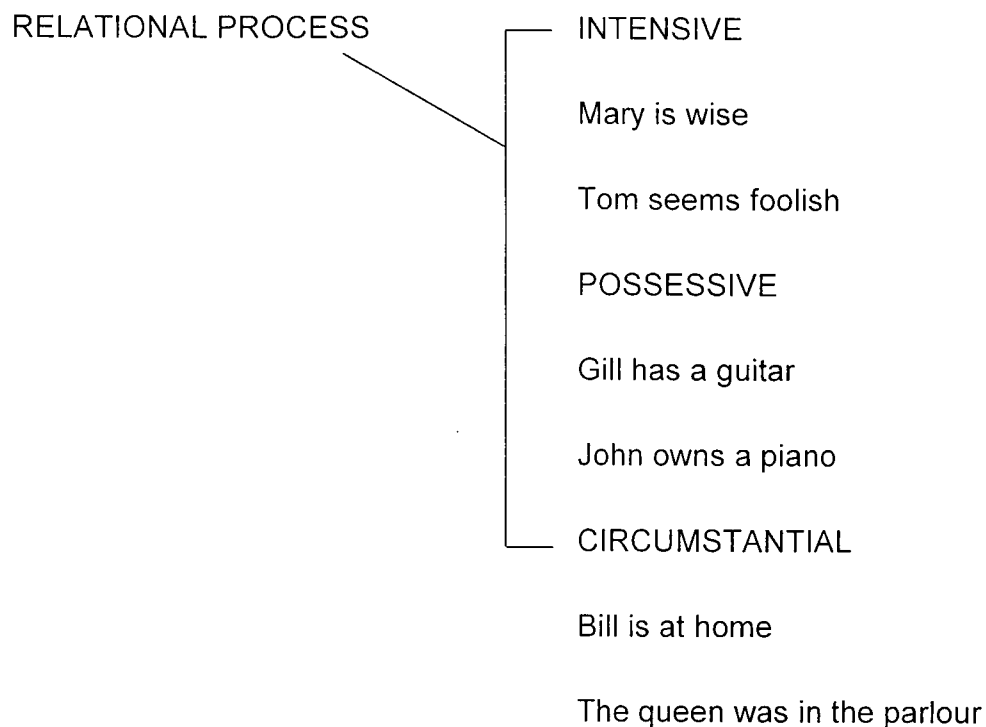 RELATIONAL PROCESS
INTENSIVE
Mary is wise
Tom seems foolish
POSSESSIVE
Gill has a guitar
John owns a piano
CIRCUMSTANTIAL
Bill is at home
The queen was in the parlour